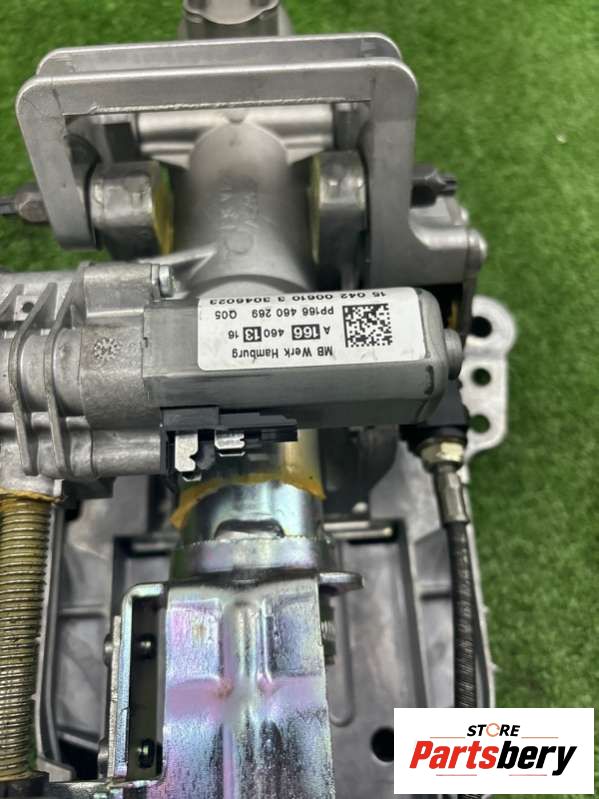 MB Werk Hamburg
A 166 460 13 16
PP166 460 269 Q05
15 042 00610 3 3046023
STORE
Partsbery